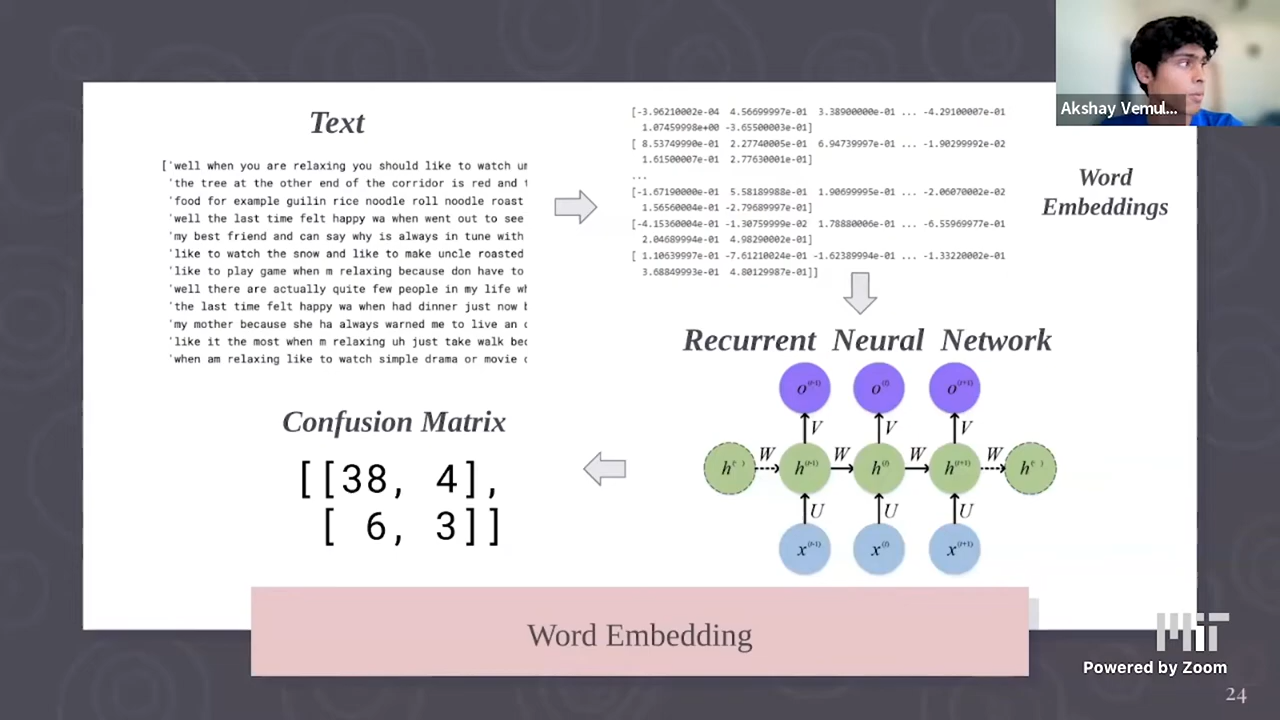 Akshay Vemul...
Text
['well when you are relaxing you should like to watch un
'the tree at the other end of the corridor is red and t
'food for example guilin rice noodle roll noodle roast
'well the last time felt happy wa when went out to see
'my best friend and can say why is always in tune with
'like to watch the snow and like to make uncle roasted
'like to play game when m relaxing because don have to
'well there are actually quite few people in my life wh
'the last time felt happy wa when had dinner just now b
'my mother because she ha always warned me to live an o
'like it the most when m relaxing uh just take walk bec
'when am relaxing like to watch simple drama or movie o
[-3.96210002e-04 4.56699997e-01 3.38900000e-01 ... -4.29100007e-01
1.07459998e+00 -3.65500003e-01]
[ 8.53749990e-01 2.27740005e-01 6.94739997e-01 ... -1.90299992e-02
1.61500007e-01 2.77630001e-01]
...
[-1.67190000e-01 5.58189988e-01 1.90699995e-01 ... -2.06070002e-02
1.56560004e-01 -2.79689997e-01]
[-4.15360004e-01 -1.30759999e-02 1.78880006e-01 ... -6.55969977e-01
2.04689994e-01 4.98290002e-01]
[ 1.10639997e-01 -7.61210024e-01 -1.62389994e-01 ... -1.33220002e-01
3.68849993e-01 4.80129987e-01]]
Word
Embeddings
Recurrent Neural Network
o(t-1) o(t) o(t+1)
V V V
W W W W
h(...) h(t-1) h(t) h(t+1) h(...)
U U U
x(t-1) x(t) x(t+1)
Confusion Matrix
[[38, 4],
[ 6, 3]]
Word Embedding
MIT
Powered by Zoom
24